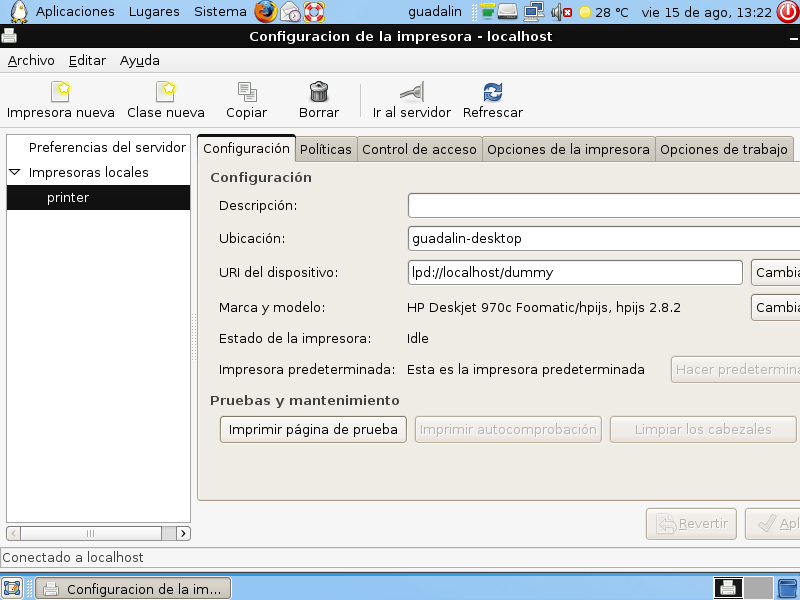 Aplicaciones Lugares Sistema guadalin 28 °C vie 15 de ago, 13:22
Configuracion de la impresora - localhost
Archivo Editar Ayuda
Impresora nueva Clase nueva Copiar Borrar Ir al servidor Refrescar
Preferencias del servidor
Impresoras locales
printer
Configuración Políticas Control de acceso Opciones de la impresora Opciones de trabajo
Configuración
Descripción:
Ubicación: guadalin-desktop
URI del dispositivo: lpd://localhost/dummy Cambia
Marca y modelo: HP Deskjet 970c Foomatic/hpijs, hpijs 2.8.2 Cambia
Estado de la impresora: Idle
Impresora predeterminada: Esta es la impresora predeterminada Hacer predetermina
Pruebas y mantenimiento
Imprimir página de prueba Imprimir autocomprobación Limpiar los cabezales
Revertir Apl
Conectado a localhost
Configuracion de la im...